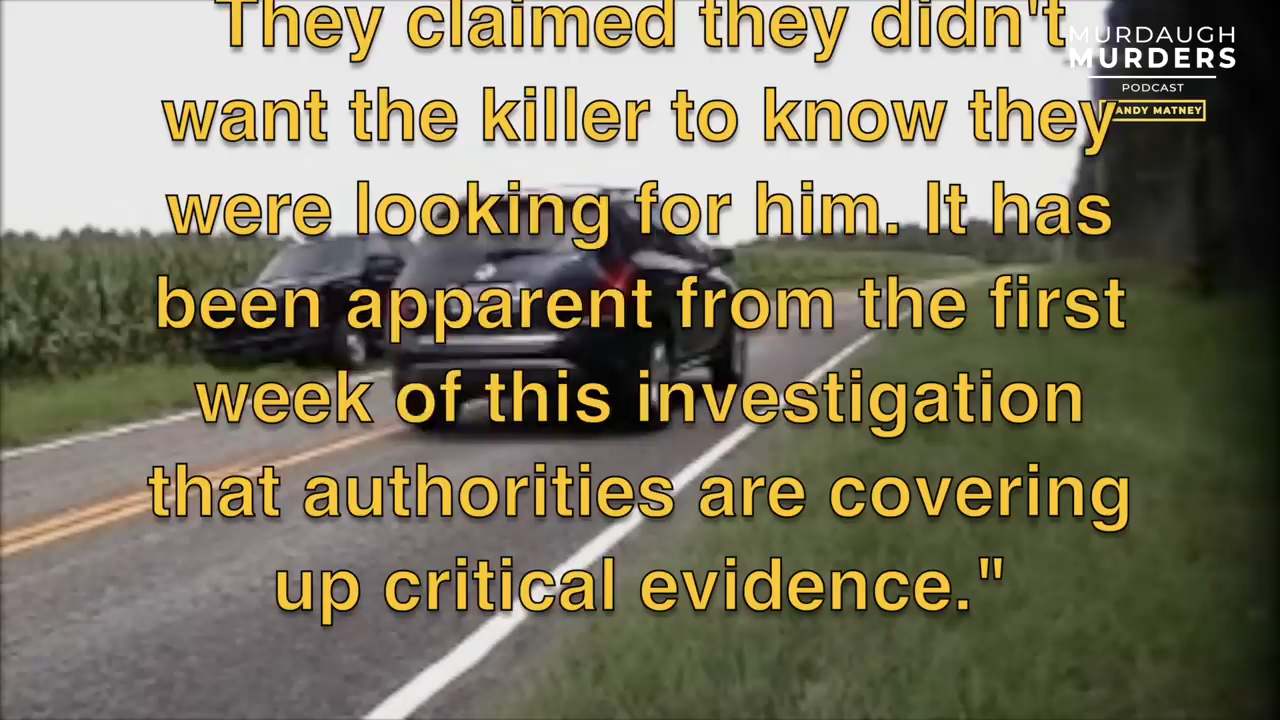 They claimed they didn't
want the killer to know they
were looking for him. It has
been apparent from the first
week of this investigation
that authorities are covering
up critical evidence."
MURDAUGH
MURDERS
PODCAST
ANDY MATNEY